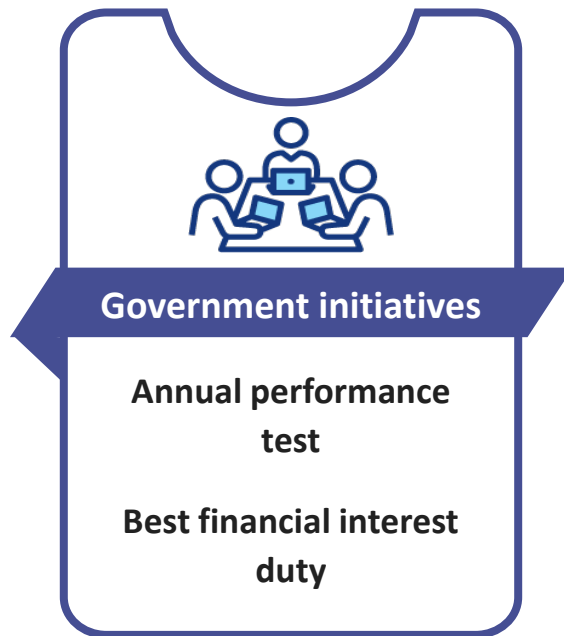 Government initiatives
Annual performance
test
Best financial interest
duty